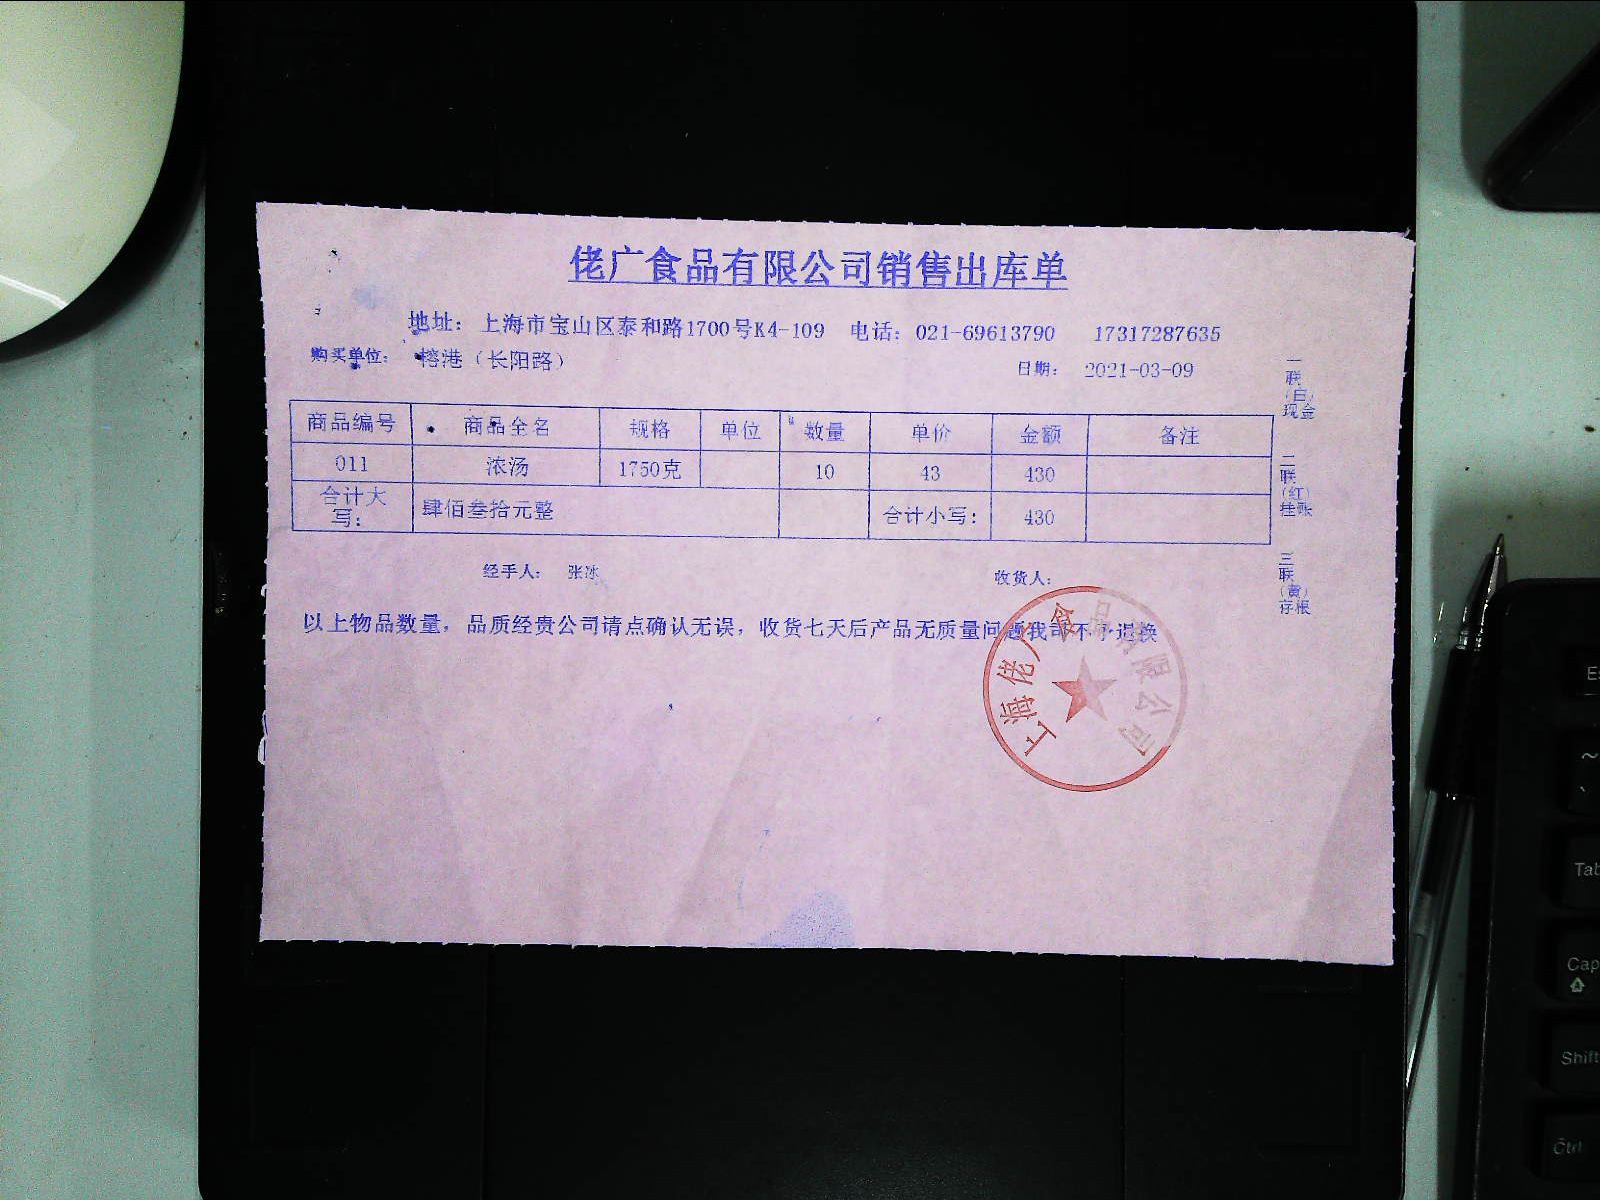 佬广食品有限公司销售出库单
地址: 上海市宝山区泰和路1700号K4-109 电话: 021-69613790 17317287635
购买单位: 榕港（长阳路） 日期: 2021-03-09
商品编号 商品全名 规格 单位 数量 单价 金额 备注
011 浓汤 1750克 10 43 430
合计大写: 肆佰叁拾元整 合计小写: 430
经手人: 张冰 收货人:
以上物品数量，品质经贵公司请点确认无误，收货七天后产品无质量问题我司不予退换
一联（白）现金
二联（红）挂账
三联（黄）存根
上海佬广食品有限公司
Tab
Cap
Shift
Ctrl